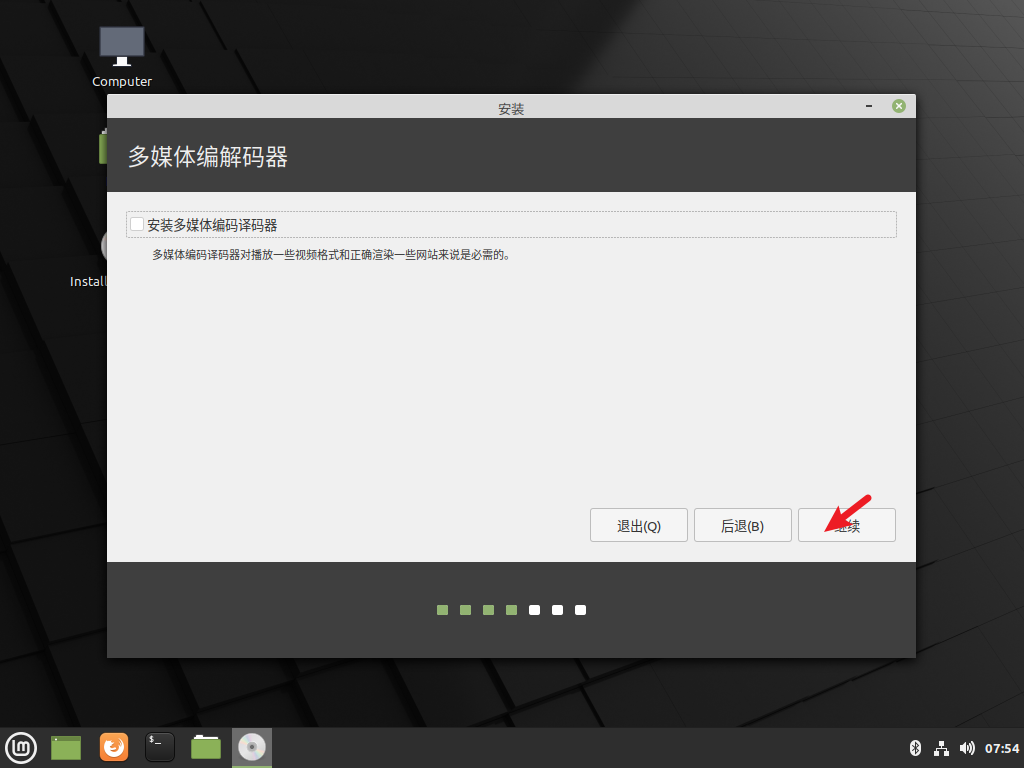 Computer
安装
多媒体编解码器
安装多媒体编码译码器
多媒体编码译码器对播放一些视频格式和正确渲染一些网站来说是必需的。
Install
退出(Q)
后退(B)
继续
$_
07:54